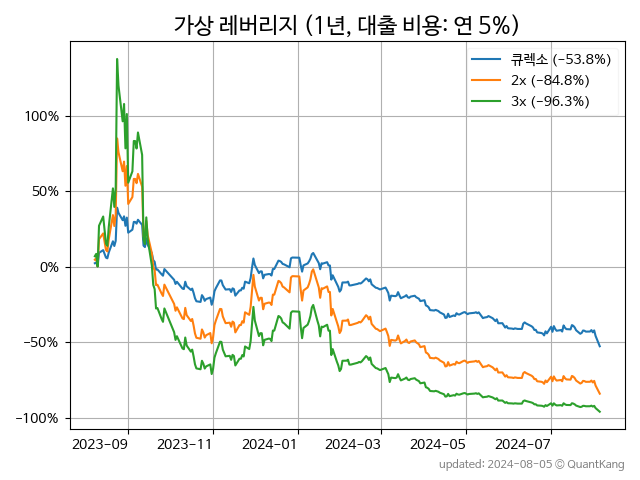 가상 레버리지 (1년, 대출 비용: 연 5%)
큐렉소 (−53.8%)
2x (−84.8%)
3x (−96.3%)
100%
50%
0%
−50%
−100%
2023-09
2023-11
2024-01
2024-03
2024-05
2024-07
updated: 2024-08-05 © QuantKang